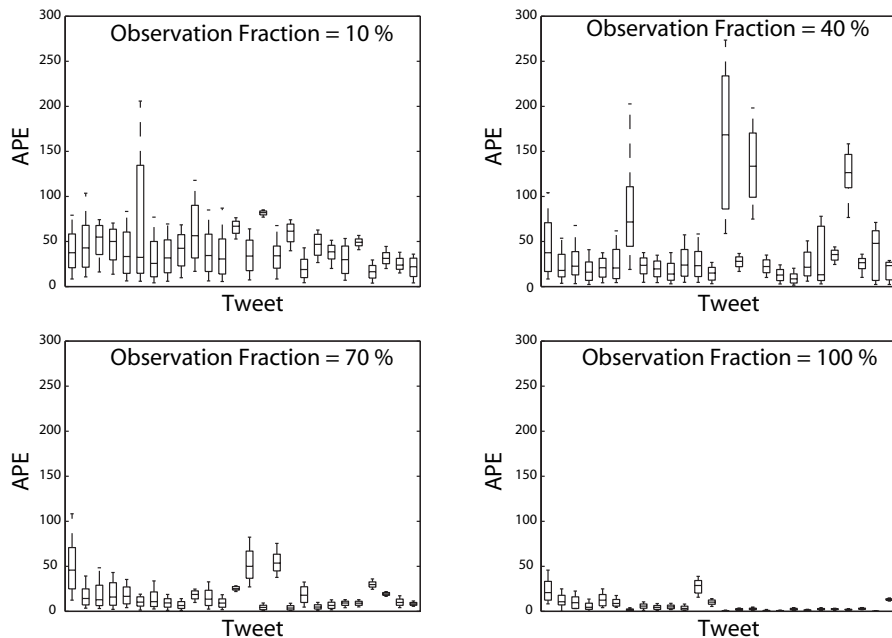 Observation Fraction = 10 %
300
250
200
150
100
50
0
APE
Tweet
Observation Fraction = 40 %
300
250
200
150
100
50
0
APE
Tweet
Observation Fraction = 70 %
300
250
200
150
100
50
0
APE
Tweet
Observation Fraction = 100 %
300
250
200
150
100
50
0
APE
Tweet